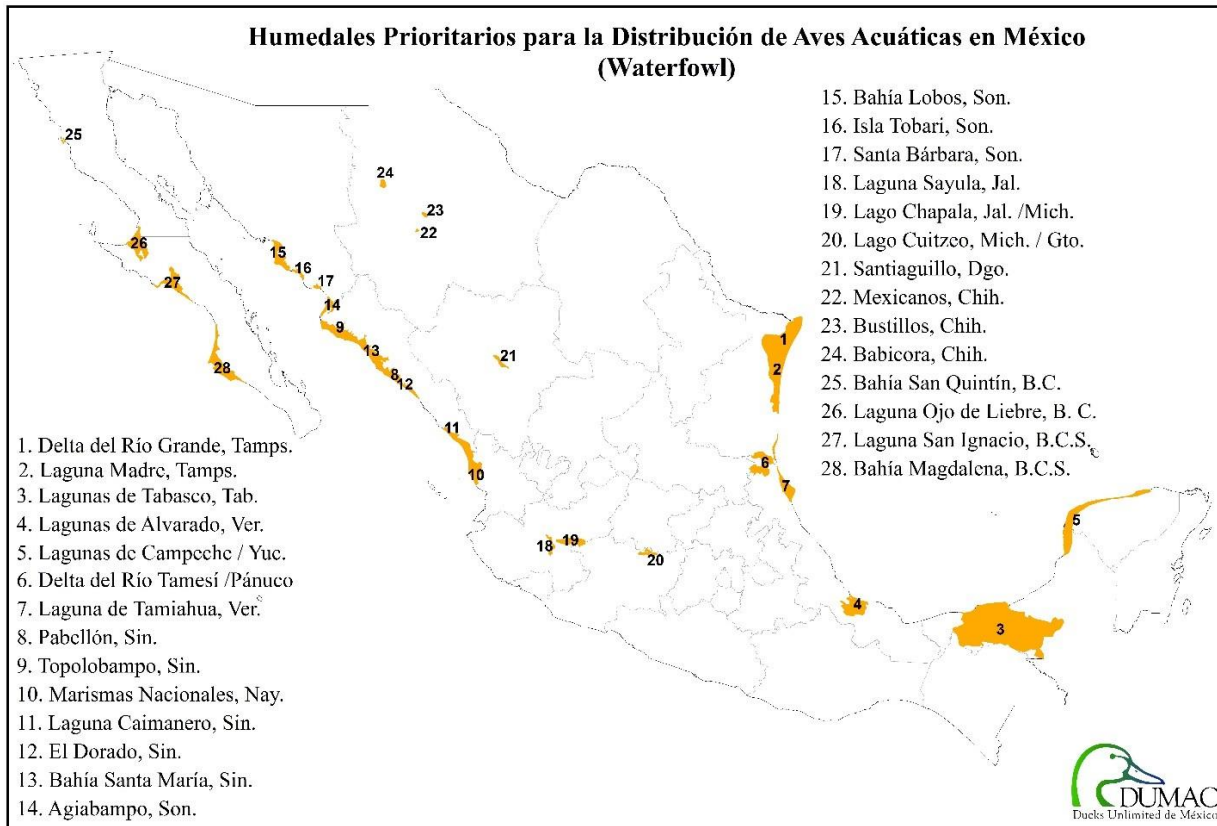 Humedales Prioritarios para la Distribución de Aves Acuáticas en México
(Waterfowl)
15. Bahía Lobos, Son.
16. Isla Tobari, Son.
17. Santa Bárbara, Son.
18. Laguna Sayula, Jal.
19. Lago Chapala, Jal. /Mich.
20. Lago Cuitzeo, Mich. / Gto.
21. Santiaguillo, Dgo.
22. Mexicanos, Chih.
23. Bustillos, Chih.
24. Babicora, Chih.
25. Bahía San Quintín, B.C.
26. Laguna Ojo de Liebre, B. C.
27. Laguna San Ignacio, B.C.S.
28. Bahía Magdalena, B.C.S.
1. Delta del Río Grande, Tamps.
2. Laguna Madre, Tamps.
3. Lagunas de Tabasco, Tab.
4. Lagunas de Alvarado, Ver.
5. Lagunas de Campeche / Yuc.
6. Delta del Río Tamesí /Pánuco
7. Laguna de Tamiahua, Ver.
8. Pabellón, Sin.
9. Topolobampo, Sin.
10. Marismas Nacionales, Nay.
11. Laguna Caimanero, Sin.
12. El Dorado, Sin.
13. Bahía Santa María, Sin.
14. Agiabampo, Son.
25
24
23
22
26
27
28
15
16
17
14
9
13
8
12
21
11
10
1
2
6
7
18
19
20
5
4
3
DUMAC
Ducks Unlimited de México